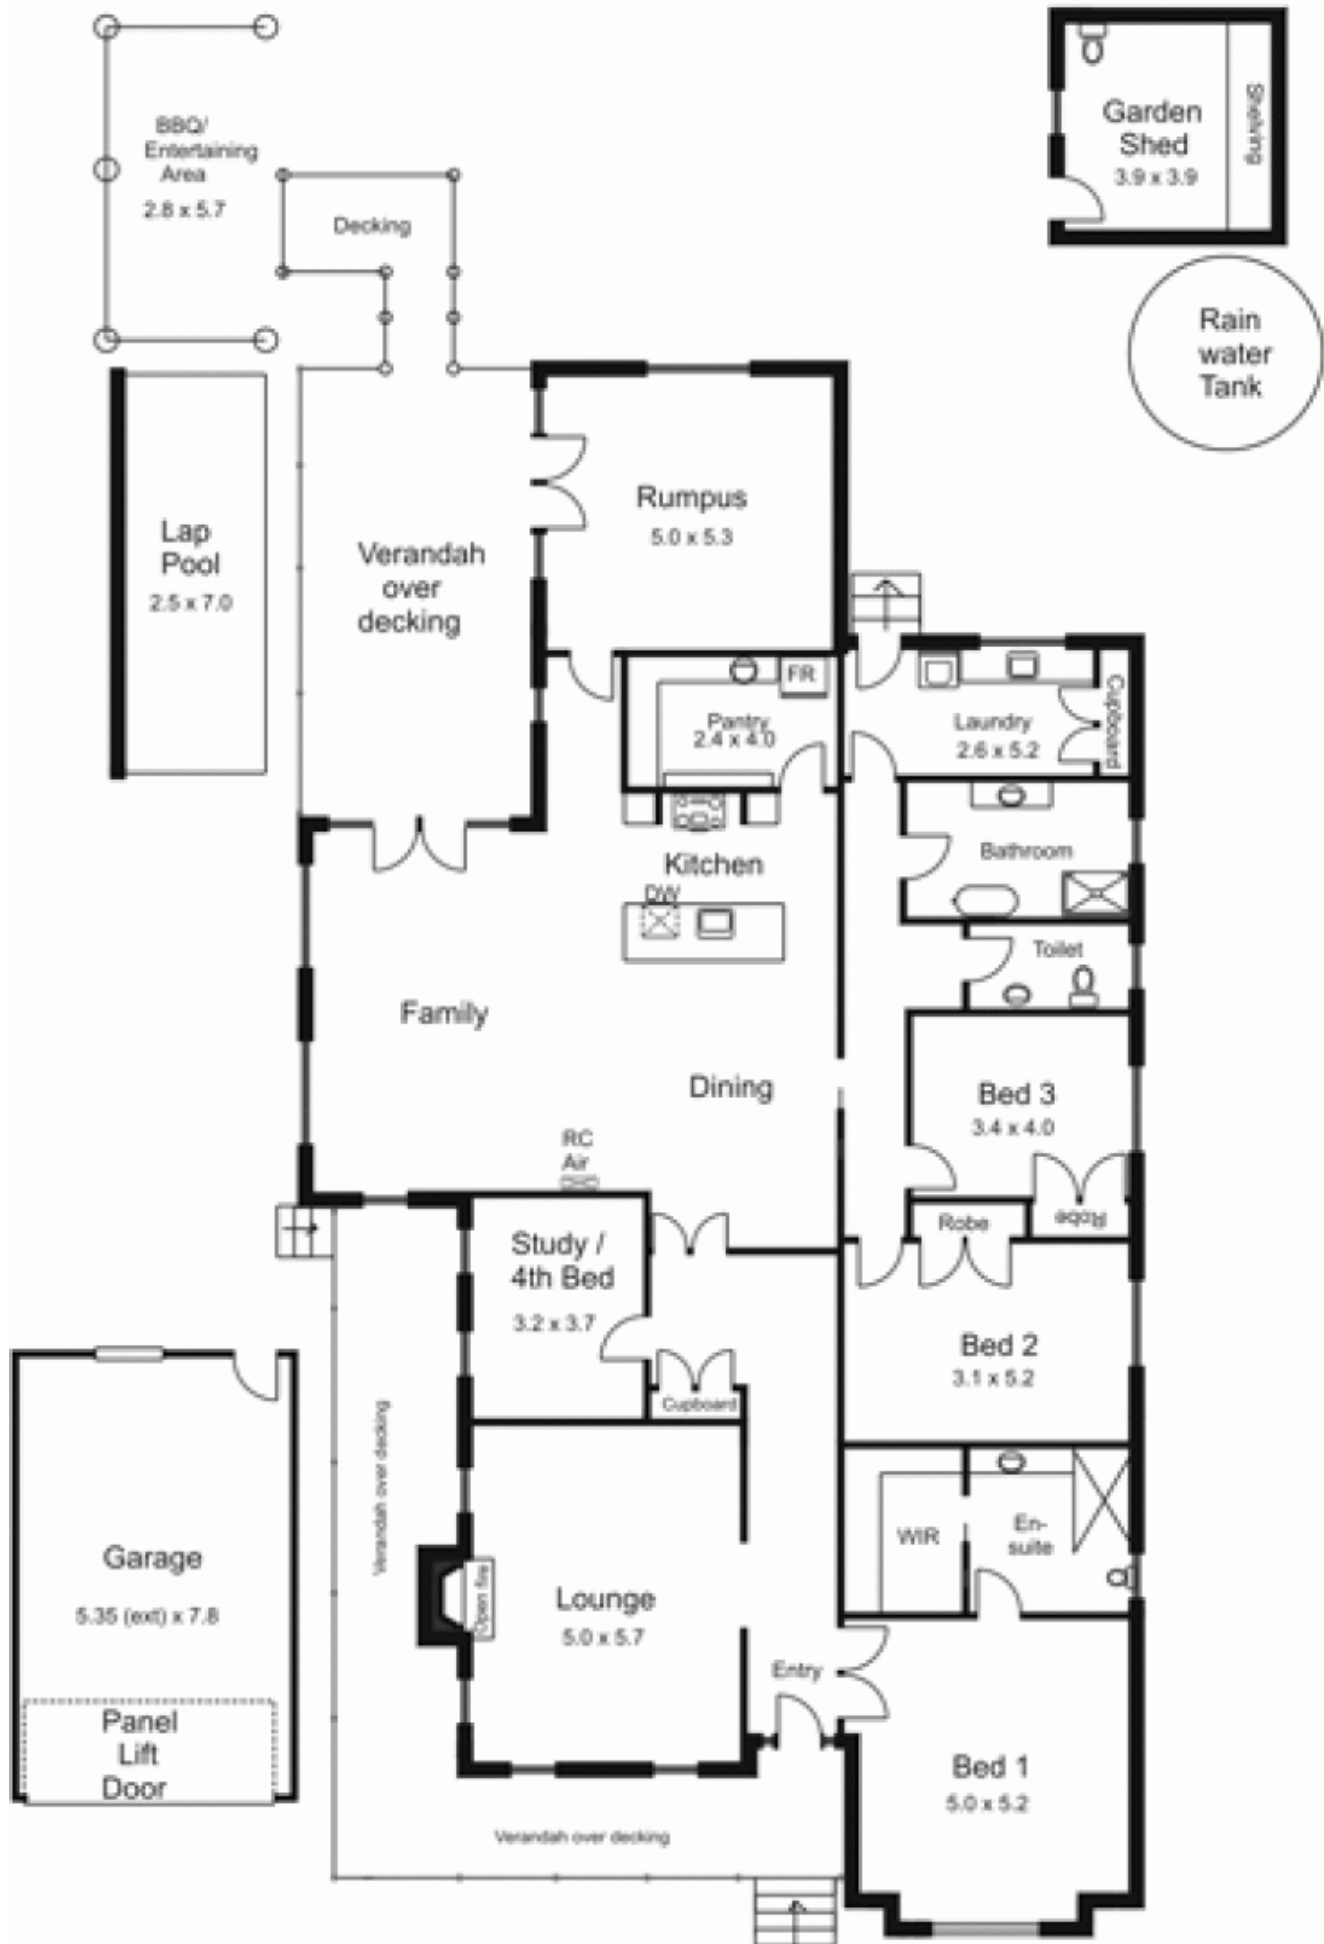 BBQ/
Entertaining
Area
2.8 x 5.7
Decking
Garden
Shed
3.9 x 3.9
Shelving
Rain
water
Tank
Lap
Pool
2.5 x 7.0
Verandah
over
decking
Rumpus
5.0 x 5.3
FR
Pantry
2.4 x 4.0
Laundry
2.6 x 5.2
Cupboard
Kitchen
DW
Bathroom
Toilet
Family
Dining
RC
Air
Bed 3
3.4 x 4.0
Robe
Robe
Study /
4th Bed
3.2 x 3.7
Cupboard
Bed 2
3.1 x 5.2
Verandah over decking
Garage
5.35 (ext) x 7.8
Panel
Lift
Door
Open fire
Lounge
5.0 x 5.7
WIR
En-
suite
Entry
Bed 1
5.0 x 5.2
Verandah over decking